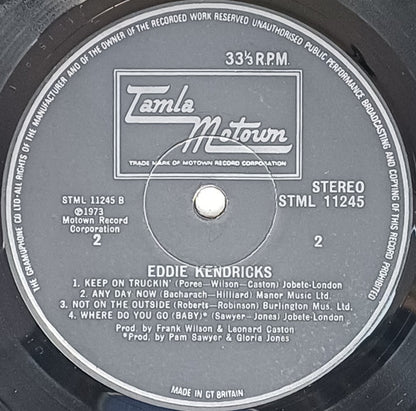 THE GRAMOPHONE CO LTD-ALL RIGHTS OF THE MANUFACTURER AND OF THE OWNER OF THE RECORDED WORK RESERVED UNAUTHORISED PUBLIC PERFORMANCE BROADCASTING AND COPYING OF THIS RECORD PROHIBITED
33⅓ R.P.M.
Tamla
Motown
TRADE MARK OF MOTOWN RECORD CORPORATION
STML 11245 B
℗1973
Motown Record
Corporation
2
STEREO
STML 11245
2
EDDIE KENDRICKS
1. KEEP ON TRUCKIN' (Poree—Wilson—Caston) Jobete-London
2. ANY DAY NOW (Bacharach—Hilliard) Manor Music Ltd.
3. NOT ON THE OUTSIDE (Roberts—Robinson) Burlington Mus. Ltd.
4. WHERE DO YOU GO (BABY)* (Sawyer—Jones) Jobete-London
Prod. by Frank Wilson & Leonard Caston
*Prod. by Pam Sawyer & Gloria Jones
MADE IN GT BRITAIN